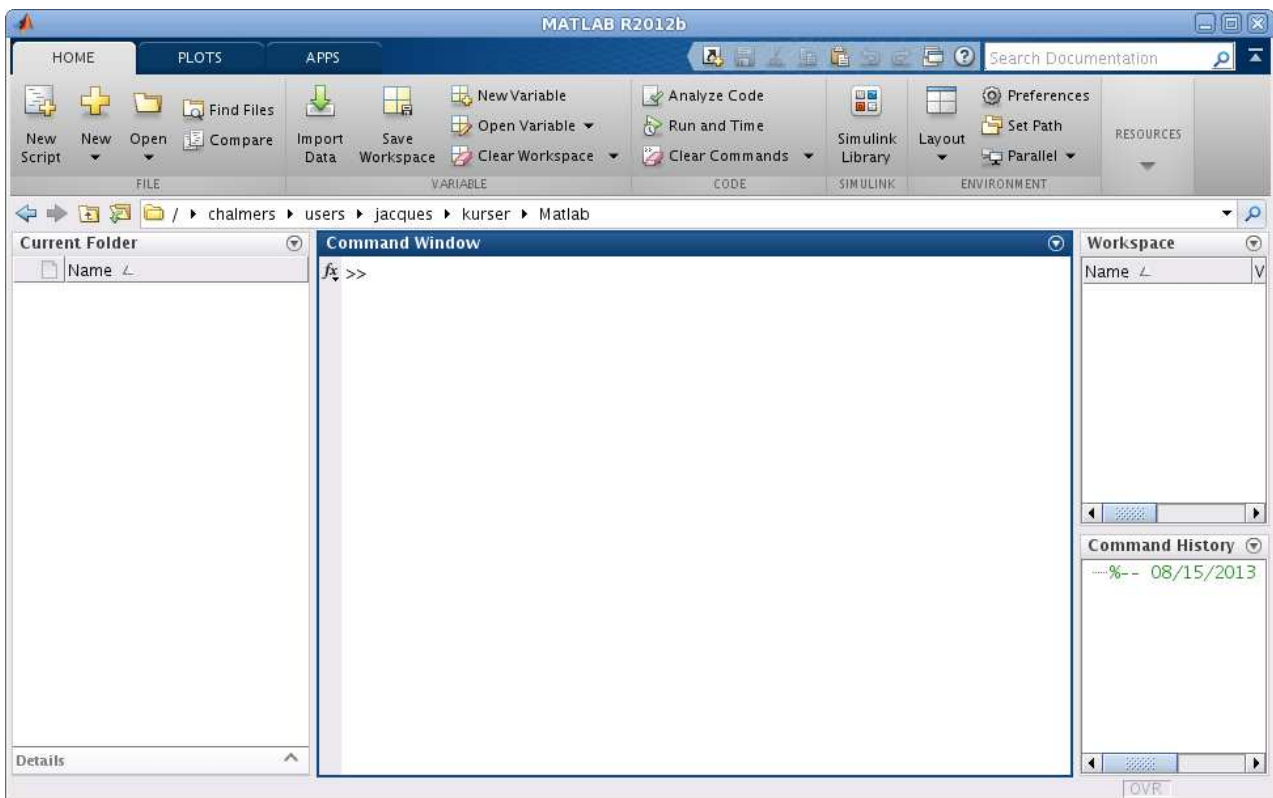 MATLAB R2012b
HOME PLOTS APPS Search Documentation
New Script New Open Find Files Compare Import Data Save Workspace New Variable Open Variable Clear Workspace Analyze Code Run and Time Clear Commands Simulink Library Layout Preferences Set Path Parallel RESOURCES
FILE VARIABLE CODE SIMULINK ENVIRONMENT
/ chalmers users jacques kurser Matlab
Current Folder
Name
Command Window
fx >>
Workspace
Name V
Command History
%-- 08/15/2013
Details
OVR